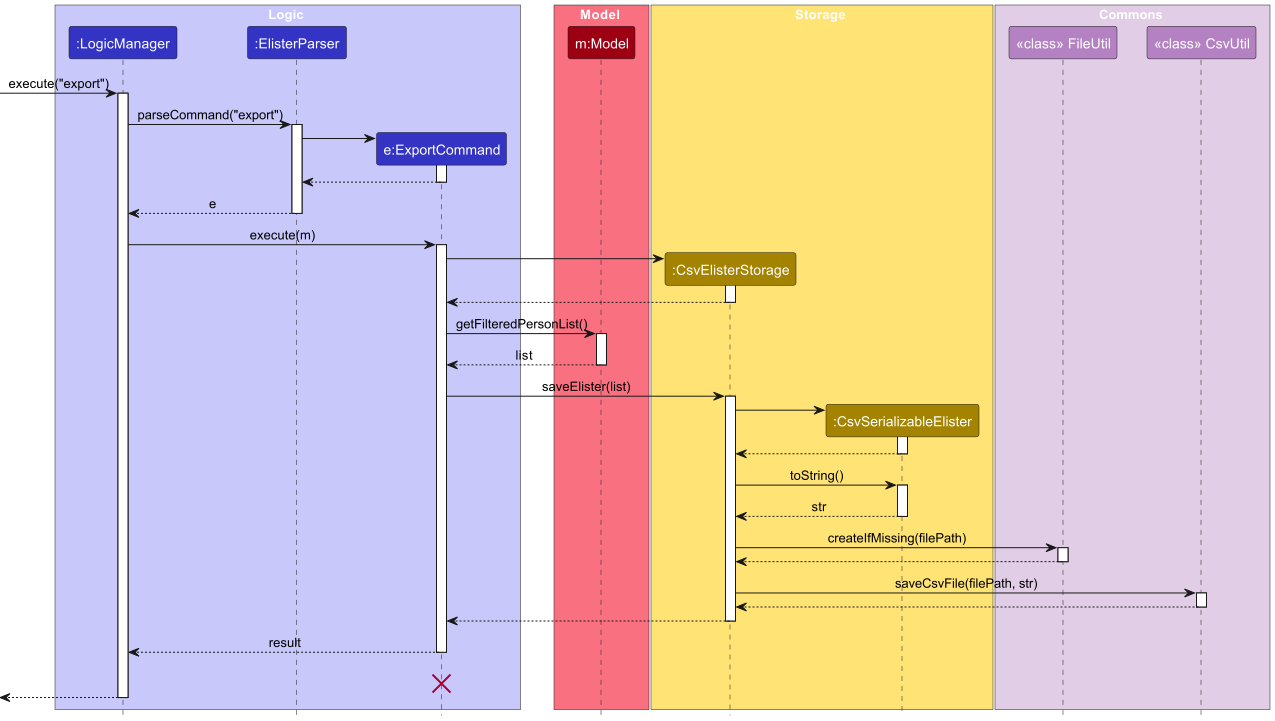 Logic
Model
Storage
Commons
:LogicManager
:ElisterParser
m:Model
«class» FileUtil
«class» CsvUtil
execute("export")
parseCommand("export")
e:ExportCommand
e
execute(m)
:CsvElisterStorage
getFilteredPersonList()
list
saveElister(list)
:CsvSerializableElister
toString()
str
createIfMissing(filePath)
saveCsvFile(filePath, str)
result